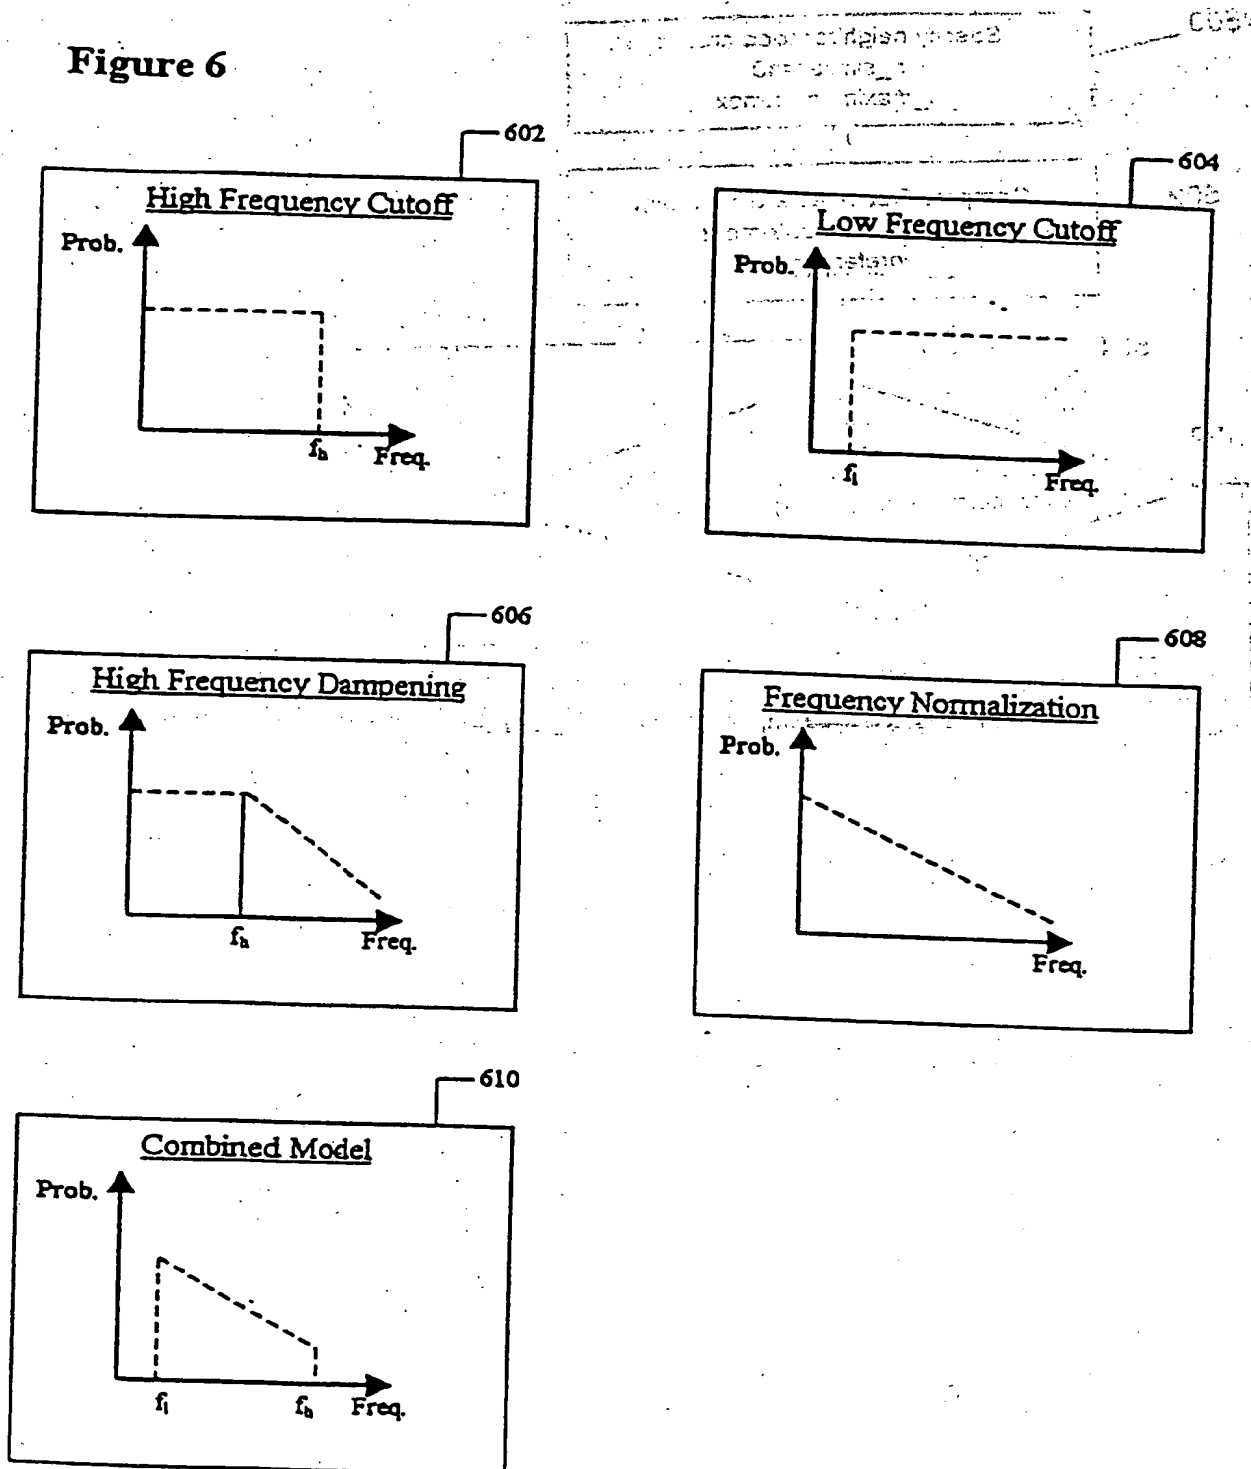 Figure 6
602
High Frequency Cutoff
Prob.
fh
Freq.
604
Low Frequency Cutoff
Prob.
fl
Freq.
606
High Frequency Dampening
Prob.
fh
Freq.
608
Frequency Normalization
Prob.
Freq.
610
Combined Model
Prob.
fl
fh
Freq.